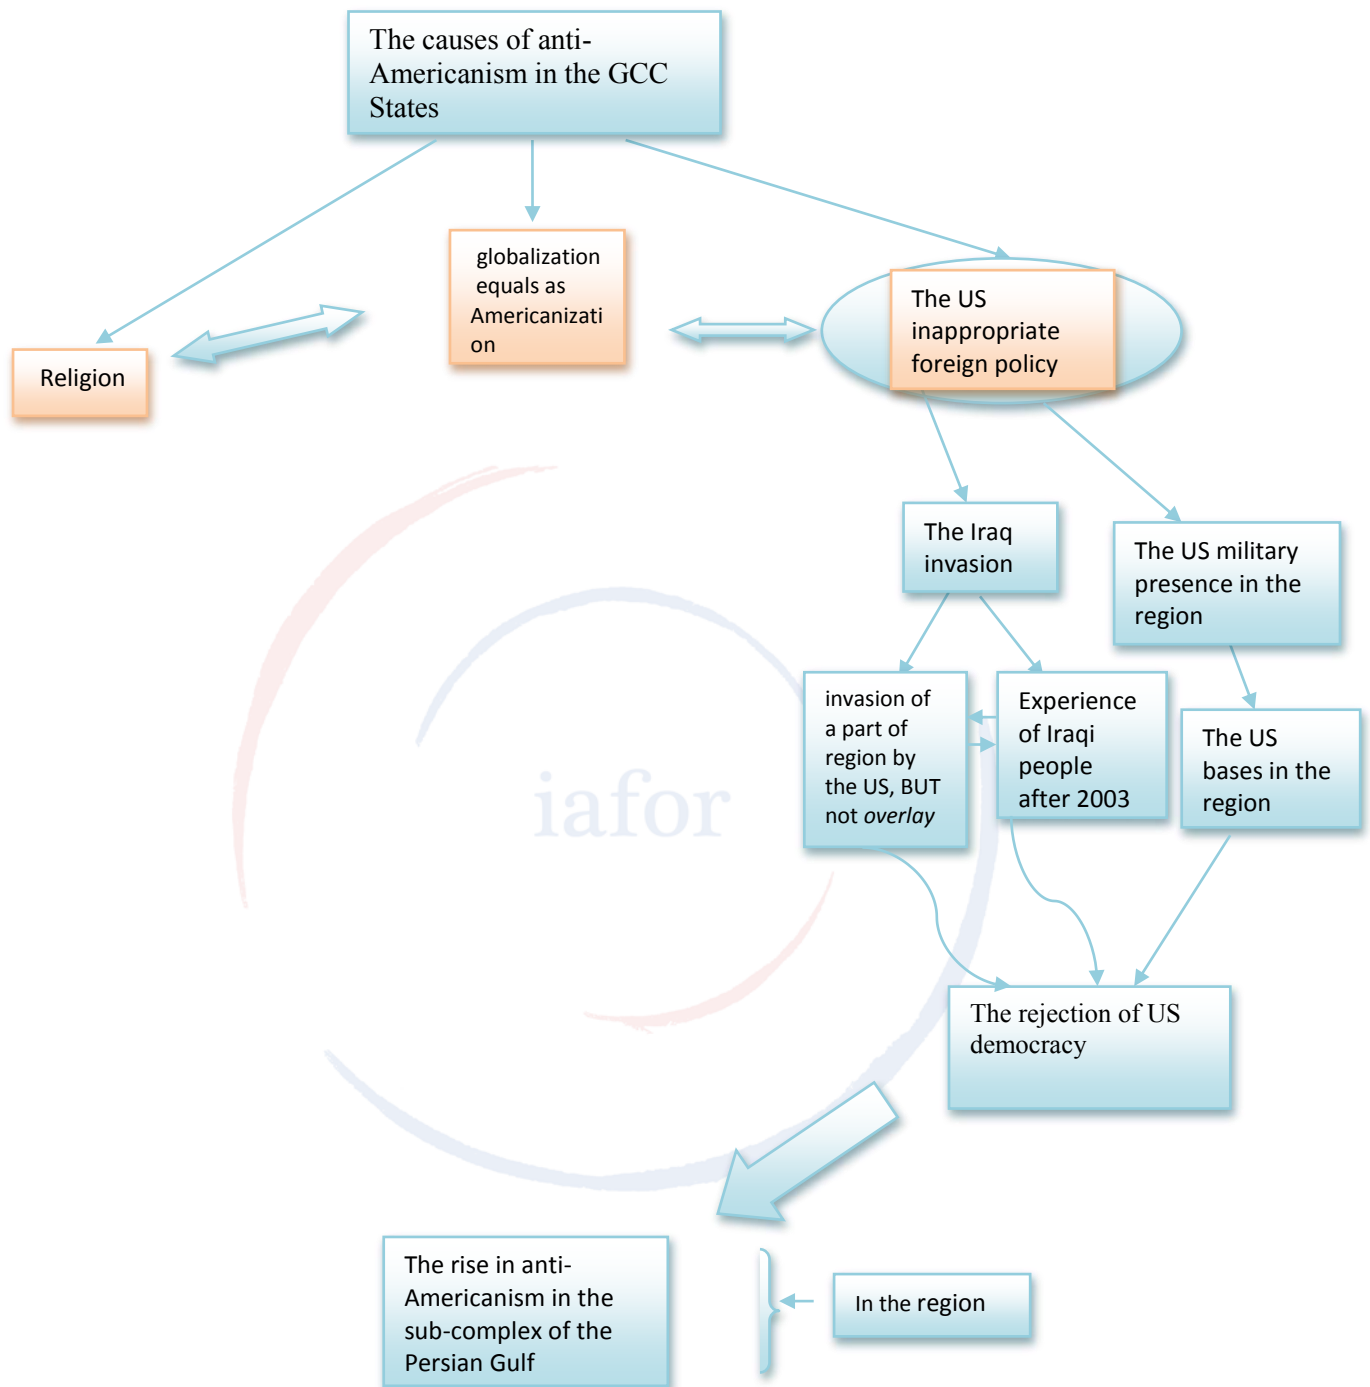 The causes of anti-
Americanism in the GCC
States
globalization
equals as
Americanizati
on
The US
inappropriate
foreign policy
Religion
The Iraq
invasion
The US military
presence in the
region
invasion of
a part of
region by
the US, BUT
not overlay
Experience
of Iraqi
people
after 2003
The US
bases in the
region
iafor
The rejection of US
democracy
The rise in anti-
Americanism in the
sub-complex of the
Persian Gulf
In the region